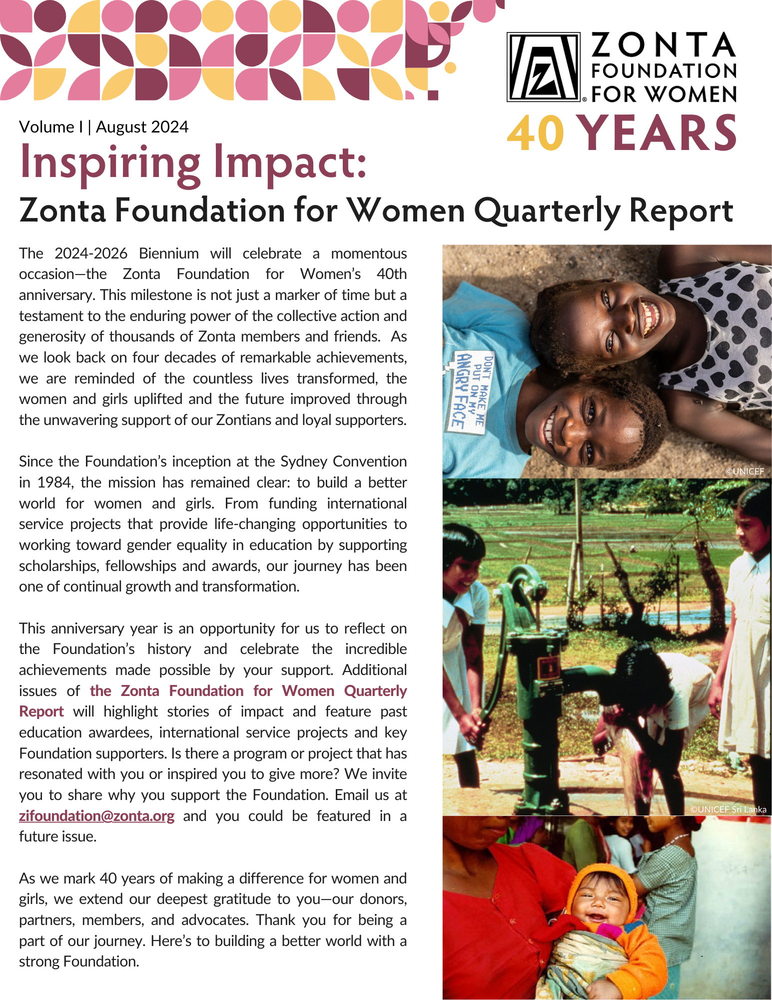 ZONTA
FOUNDATION
FOR WOMEN
®
40 YEARS
Volume I | August 2024
Inspiring Impact:
Zonta Foundation for Women Quarterly Report
The 2024-2026 Biennium will celebrate a momentous
occasion—the Zonta Foundation for Women’s 40th
anniversary. This milestone is not just a marker of time but a
testament to the enduring power of the collective action and
generosity of thousands of Zonta members and friends. As
we look back on four decades of remarkable achievements,
we are reminded of the countless lives transformed, the
women and girls uplifted and the future improved through
the unwavering support of our Zontians and loyal supporters.
Since the Foundation’s inception at the Sydney Convention
in 1984, the mission has remained clear: to build a better
world for women and girls. From funding international
service projects that provide life-changing opportunities to
working toward gender equality in education by supporting
scholarships, fellowships and awards, our journey has been
one of continual growth and transformation.
This anniversary year is an opportunity for us to reflect on
the Foundation’s history and celebrate the incredible
achievements made possible by your support. Additional
issues of the Zonta Foundation for Women Quarterly
Report will highlight stories of impact and feature past
education awardees, international service projects and key
Foundation supporters. Is there a program or project that has
resonated with you or inspired you to give more? We invite
you to share why you support the Foundation. Email us at
zifoundation@zonta.org and you could be featured in a
future issue.
As we mark 40 years of making a difference for women and
girls, we extend our deepest gratitude to you—our donors,
partners, members, and advocates. Thank you for being a
part of our journey. Here’s to building a better world with a
strong Foundation.
DON'T MAKE ME
PUT ON MY
ANGRY FACE
©UNICEF
©UNICEF Sri Lanka